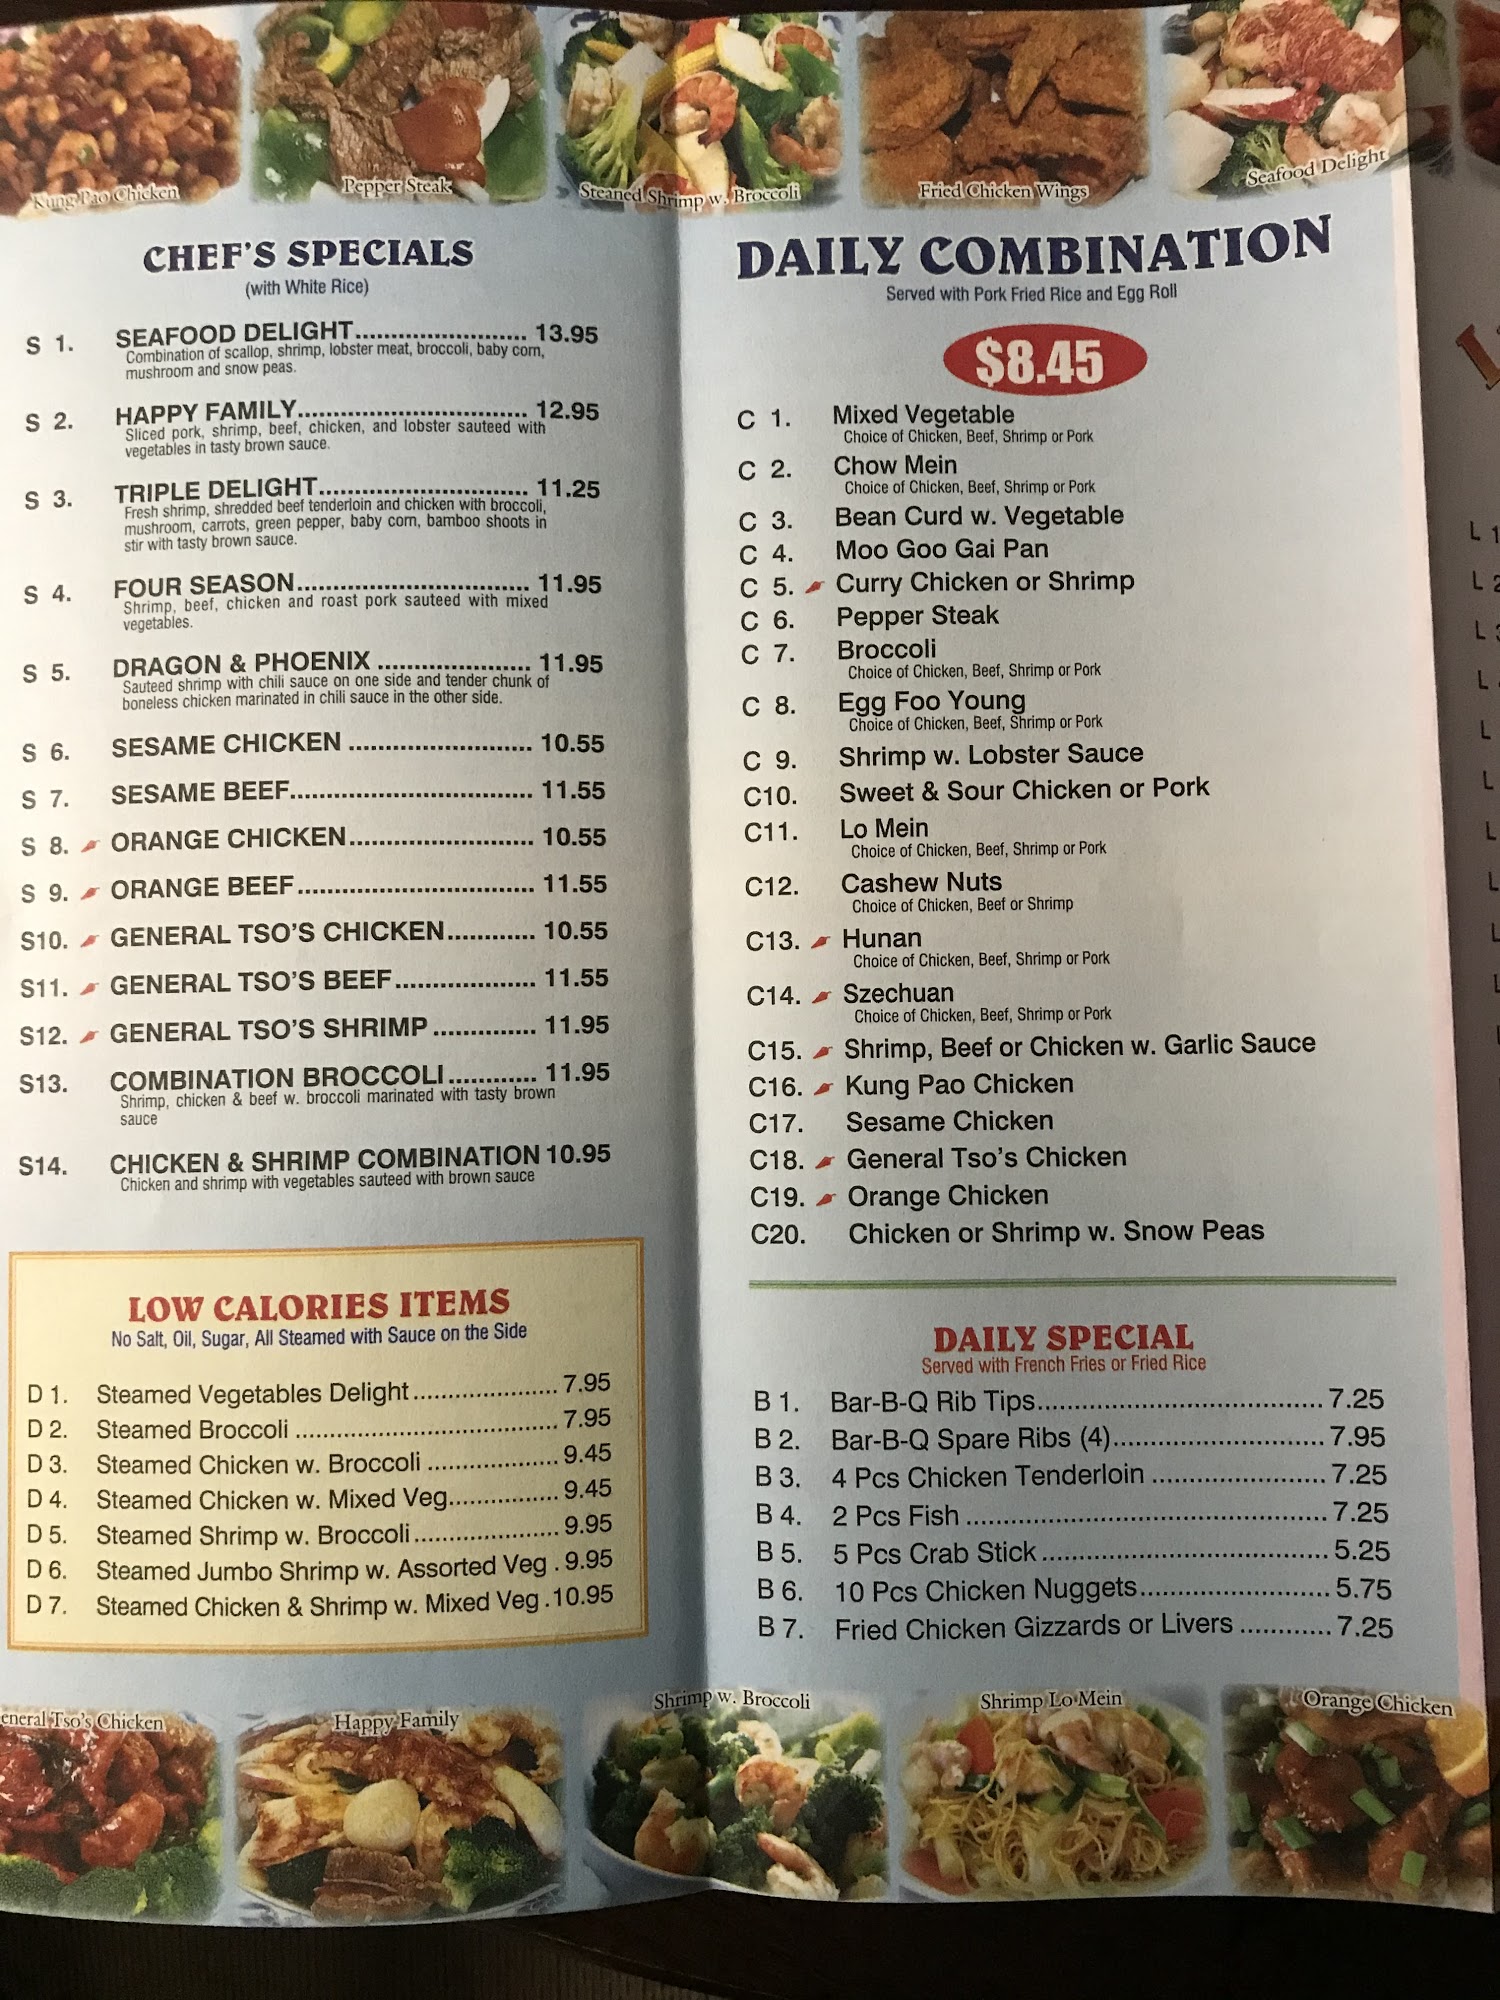 Kung Pao Chicken
Pepper Steak
Steaned Shrimp w. Broccoli
Fried Chicken Wings
Seafood Delight
CHEF'S SPECIALS
(with White Rice)
S 1. SEAFOOD DELIGHT.......................... 13.95
Combination of scallop, shrimp, lobster meat, broccoli, baby corn,
mushroom and snow peas.
S 2. HAPPY FAMILY.................................. 12.95
Sliced pork, shrimp, beef, chicken, and lobster sauteed with
vegetables in tasty brown sauce.
S 3. TRIPLE DELIGHT............................... 11.25
Fresh shrimp, shredded beef tenderloin and chicken with broccoli,
mushroom, carrots, green pepper, baby corn, bamboo shoots in
stir with tasty brown sauce.
S 4. FOUR SEASON.................................. 11.95
Shrimp, beef, chicken and roast pork sauteed with mixed
vegetables.
S 5. DRAGON & PHOENIX ...................... 11.95
Sauteed shrimp with chili sauce on one side and tender chunk of
boneless chicken marinated in chili sauce in the other side.
S 6. SESAME CHICKEN .......................... 10.55
S 7. SESAME BEEF................................... 11.55
S 8. ORANGE CHICKEN........................... 10.55
S 9. ORANGE BEEF.................................. 11.55
S10. GENERAL TSO'S CHICKEN............. 10.55
S11. GENERAL TSO'S BEEF.................... 11.55
S12. GENERAL TSO'S SHRIMP ............... 11.95
S13. COMBINATION BROCCOLI............. 11.95
Shrimp, chicken & beef w. broccoli marinated with tasty brown
sauce
S14. CHICKEN & SHRIMP COMBINATION 10.95
Chicken and shrimp with vegetables sauteed with brown sauce
LOW CALORIES ITEMS
No Salt, Oil, Sugar, All Steamed with Sauce on the Side
D 1. Steamed Vegetables Delight..................... 7.95
D 2. Steamed Broccoli ...................................... 7.95
D 3. Steamed Chicken w. Broccoli ................... 9.45
D 4. Steamed Chicken w. Mixed Veg................ 9.45
D 5. Steamed Shrimp w. Broccoli..................... 9.95
D 6. Steamed Jumbo Shrimp w. Assorted Veg . 9.95
D 7. Steamed Chicken & Shrimp w. Mixed Veg .10.95
DAILY COMBINATION
Served with Pork Fried Rice and Egg Roll
$8.45
C 1. Mixed Vegetable
Choice of Chicken, Beef, Shrimp or Pork
C 2. Chow Mein
Choice of Chicken, Beef, Shrimp or Pork
C 3. Bean Curd w. Vegetable
C 4. Moo Goo Gai Pan
C 5. Curry Chicken or Shrimp
C 6. Pepper Steak
C 7. Broccoli
Choice of Chicken, Beef, Shrimp or Pork
C 8. Egg Foo Young
Choice of Chicken, Beef, Shrimp or Pork
C 9. Shrimp w. Lobster Sauce
C10. Sweet & Sour Chicken or Pork
C11. Lo Mein
Choice of Chicken, Beef, Shrimp or Pork
C12. Cashew Nuts
Choice of Chicken, Beef or Shrimp
C13. Hunan
Choice of Chicken, Beef, Shrimp or Pork
C14. Szechuan
Choice of Chicken, Beef, Shrimp or Pork
C15. Shrimp, Beef or Chicken w. Garlic Sauce
C16. Kung Pao Chicken
C17. Sesame Chicken
C18. General Tso's Chicken
C19. Orange Chicken
C20. Chicken or Shrimp w. Snow Peas
DAILY SPECIAL
Served with French Fries or Fried Rice
B 1. Bar-B-Q Rib Tips........................................ 7.25
B 2. Bar-B-Q Spare Ribs (4).............................. 7.95
B 3. 4 Pcs Chicken Tenderloin ......................... 7.25
B 4. 2 Pcs Fish ................................................... 7.25
B 5. 5 Pcs Crab Stick......................................... 5.25
B 6. 10 Pcs Chicken Nuggets........................... 5.75
B 7. Fried Chicken Gizzards or Livers ............. 7.25
eneral Tso's Chicken
Happy Family
Shrimp w. Broccoli
Shrimp Lo Mein
Orange Chicken